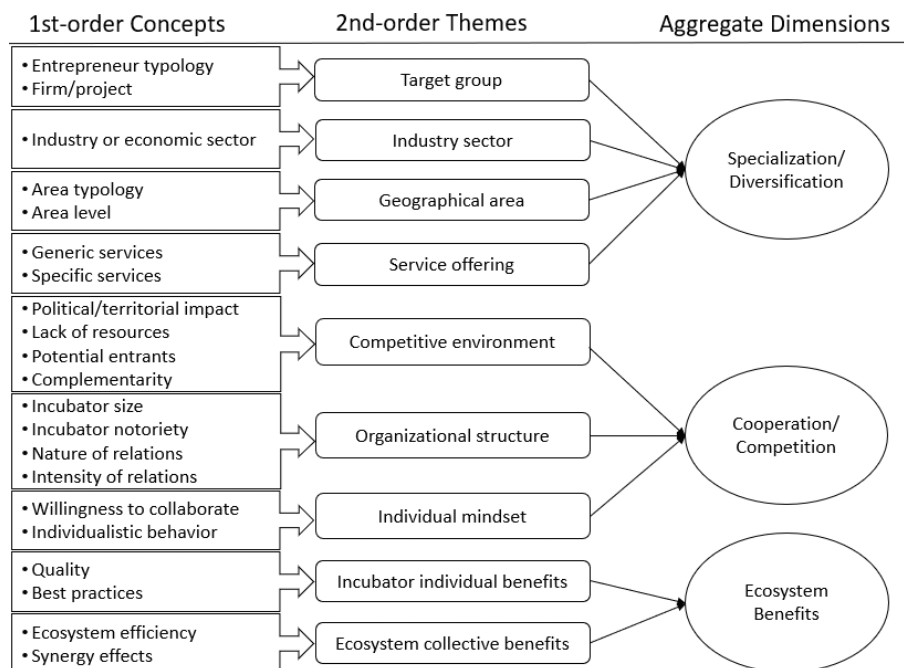 1st-order Concepts
2nd-order Themes
Aggregate Dimensions
• Entrepreneur typology
• Firm/project
Target group
• Industry or economic sector
Industry sector
• Area typology
• Area level
Geographical area
• Generic services
• Specific services
Service offering
Specialization/
Diversification
• Political/territorial impact
• Lack of resources
• Potential entrants
• Complementarity
Competitive environment
• Incubator size
• Incubator notoriety
• Nature of relations
• Intensity of relations
Organizational structure
• Willingness to collaborate
• Individualistic behavior
Individual mindset
Cooperation/
Competition
• Quality
• Best practices
Incubator individual benefits
• Ecosystem efficiency
• Synergy effects
Ecosystem collective benefits
Ecosystem
Benefits